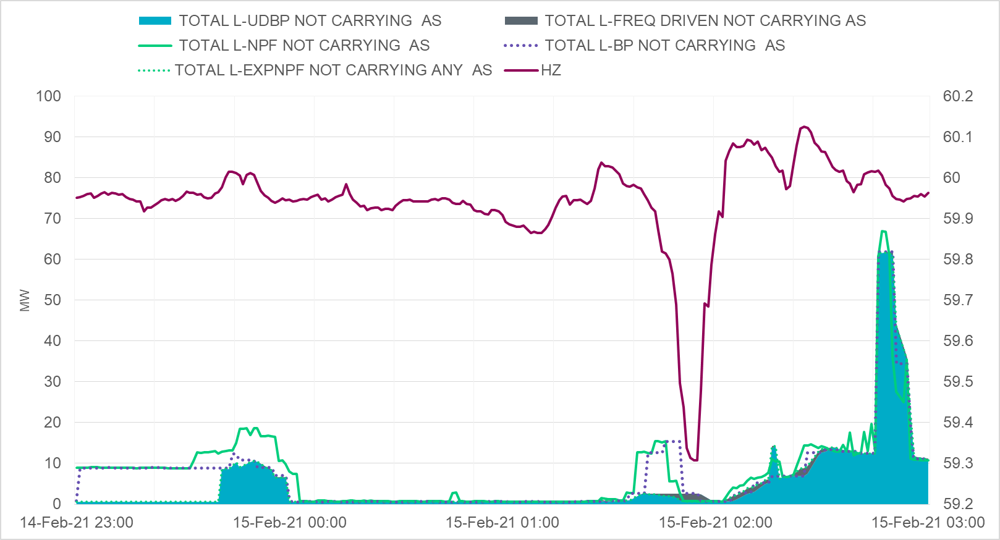 TOTAL L-UDBP NOT CARRYING  AS
TOTAL L-FREQ DRIVEN NOT CARRYING AS
TOTAL L-NPF NOT CARRYING  AS
TOTAL L-BP NOT CARRYING  AS
TOTAL L-EXPNPF NOT CARRYING ANY  AS
HZ
100
90
80
70
60
50
40
30
20
10
0
MW
60.2
60.1
60
59.9
59.8
59.7
59.6
59.5
59.4
59.3
59.2
14-Feb-21 23:00
15-Feb-21 00:00
15-Feb-21 01:00
15-Feb-21 02:00
15-Feb-21 03:00